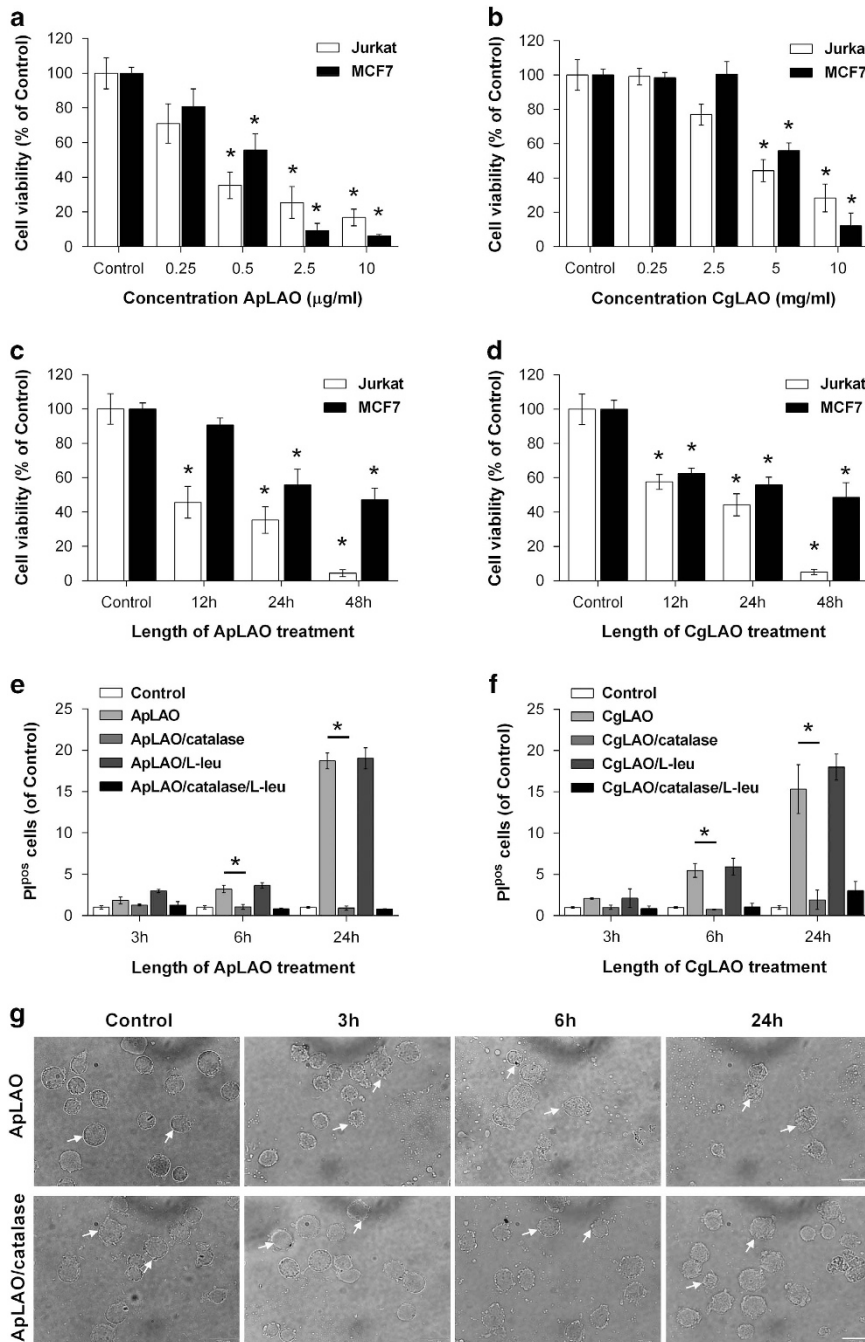 a
Jurkat
MCF7
Cell viability (% of Control)
120
100
80
60
40
20
0
* * * * * *
Control 0.25 0.5 2.5 10
Concentration ApLAO (μg/ml)
b
Jurka
MCF7
Cell viability (% of Control)
120
100
80
60
40
20
0
* * * *
Control 0.25 2.5 5 10
Concentration CgLAO (mg/ml)
c
Jurkat
MCF7
Cell viability (% of Control)
120
100
80
60
40
20
0
* * * * *
Control 12h 24h 48h
Length of ApLAO treatment
d
Jurkat
MCF7
Cell viability (% of Control)
120
100
80
60
40
20
0
* * * * * *
Control 12h 24h 48h
Length of CgLAO treatment
e
Control
ApLAO
ApLAO/catalase
ApLAO/L-leu
ApLAO/catalase/L-leu
PIpos cells (of Control)
25
20
15
10
5
0
* *
3h 6h 24h
Length of ApLAO treatment
f
Control
CgLAO
CgLAO/catalase
CgLAO/L-leu
CgLAO/catalase/L-leu
PIpos cells (of Control)
25
20
15
10
5
0
* *
3h 6h 24h
Length of CgLAO treatment
g
Control 3h 6h 24h
ApLAO
ApLAO/catalase